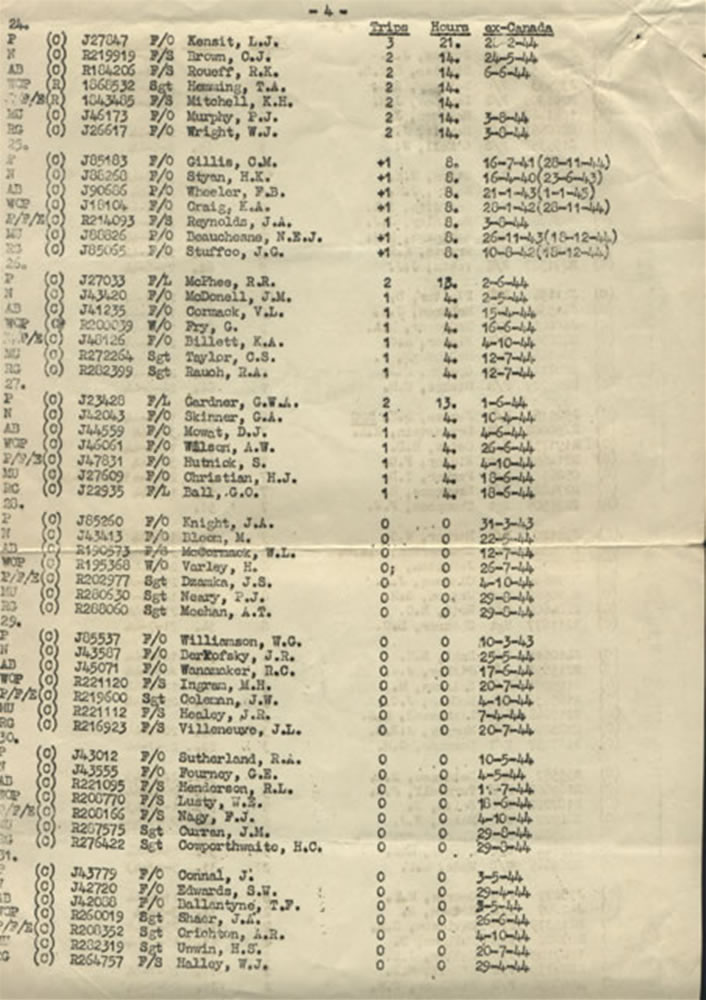 - 4 -
24. Trips Hours ex-Canada
P (C) J27847 F/O Kensit, L.J. 3 21. 2-44
N (C) R219919 F/S Brown, C.J. 2 14. 24-5-44
AB (C) R184206 F/S Roueff, R.K. 2 14. 6-6-44
WOP (R) 1868532 Sgt Hemming, T.A. 2 14.
F/E(R) 1843485 F/S Mitchell, K.H. 2 14.
MU (C) J46173 F/O Murphy, P.J. 2 14. 3-8-44
RG (C) J26617 F/O Wright, W.J. 2 14. 3-8-44
25.
P (C) J85183 F/O Gillis, C.M. +1 8. 16-7-41(28-11-44)
N (C) J88268 F/O Styan, H.K. +1 8. 16-4-40(23-6-43)
AB (C) J90686 P/O Wheeler, F.B. +1 8. 21-1-43(1-1-45)
WOP (C) J18104 F/O Craig, K.A. +1 8. 28-1-42(28-11-44)
P/F/E(C) R214093 F/S Reynolds, J.A. 1 8. 3-8-44
MU (C) J88826 P/O Beauchesne, N.E.J. +1 8. 26-11-43(18-12-44)
RG (C) J85065 F/O Stuffco, J.G. +1 8. 10-8-42(18-12-44)
26.
P (C) J27033 F/L McPhee, R.R. 2 13. 2-6-44
N (C) J43420 F/O McDonell, J.M. 1 4. 2-5-44
AB (C) J41235 F/O Cormack, V.L. 1 4. 15-4-44
WOP (C) R200039 W/O Fry, G. 1 4. 16-6-44
/F/E(C) J48126 F/O Billett, K.A. 1 4. 4-10-44
MU (C) R272264 Sgt Taylor, C.S. 1 4. 12-7-44
RG (C) R282399 Sgt Rauch, R.A. 1 4. 12-7-44
27.
P (C) J23428 F/L Gardner, G.W.A. 2 13. 1-6-44
N (C) J42043 F/O Skinner, G.A. 1 4. 10-4-44
AB (C) J44559 F/O Mowat, D.J. 1 4. 4-6-44
WOP (C) J46061 F/O Wilson, A.W. 1 4. 26-6-44
P/F/E(C) J47831 F/O Hutnick, S. 1 4. 4-10-44
MU (C) J27609 F/O Christian, H.J. 1 4. 18-6-44
RG (C) J22935 F/L Ball, .G.O. 1 4. 18-6-44
28.
P (C) J85260 F/O Knight, J.A. 0 0 31-3-43
N (C) J43413 F/O Bloom, M. 0 0 22-5-44
AB (C) R190573 F/S McCormack, W.L. 0 0 12-7-44
WOP (C) R195368 W/O Varley, H. 0; 0 26-7-44
P/F/E(C) R202977 Sgt Dzamka, J.S. 0 0 4-10-44
MU (C) R280630 Sgt Neary, P.J. 0 0 29-8-44
RG (C) R288060 Sgt Meehan, A.T. 0 0 29-8-44
29.
P (C) J85537 F/O Williamson, W.G. 0 0 10-3-43
N (C) J43587 F/O Derkofsky, J.R. 0 0 25-5-44
AB (C) J45071 F/O Wanamaker, R.C. 0 0 17-6-44
WOP (C) R221120 F/S Ingram, M.H. 0 0 20-7-44
P/F/E(C) R219600 Sgt Coleman, J.W. 0 0 4-10-44
MU (C) R221112 F/S Healey, J.R. 0 0 7-4-44
RG (C) R216923 F/S Villeneuve, J.L. 0 0 20-7-44
30.
P (C) J43012 F/O Sutherland, R.A. 0 0 10-5-44
N (C) J43555 F/O Fourney, G.E. 0 0 4-5-44
AB (C) R221095 F/S Henderson, R.L. 0 0
WOP (C) R208770 F/S Lusty, W.E. 0 0 18-6-44
P/F/E(C) R208166 F/S Nagy, F.J. 0 0 4-10-44
(C) R287575 Sgt Curran, J.M. 0 0 29-8-44
RG (C) R276422 Sgt Cowporthwaite, H.C. 0 0 29-8-44
31.
P (C) J43779 F/O Connal, J. 0 0 3-5-44
(C) J42720 F/O Edwards, S.W. 0 0 29-4-44
AB (C) J42088 F/O Ballantyne, T.F. 0 0 3-5-44
WOP (C) R260019 Sgt Shaer, J.A. 0 0 26-6-44
P/F/E(C) R208352 Sgt Crichton, A.R. 0 0 4-10-44
(C) R282319 Sgt Unwin, H.S. 0 0 20-7-44
G (C) R264757 F/S Halley, W.J. 0 0 29-4-44